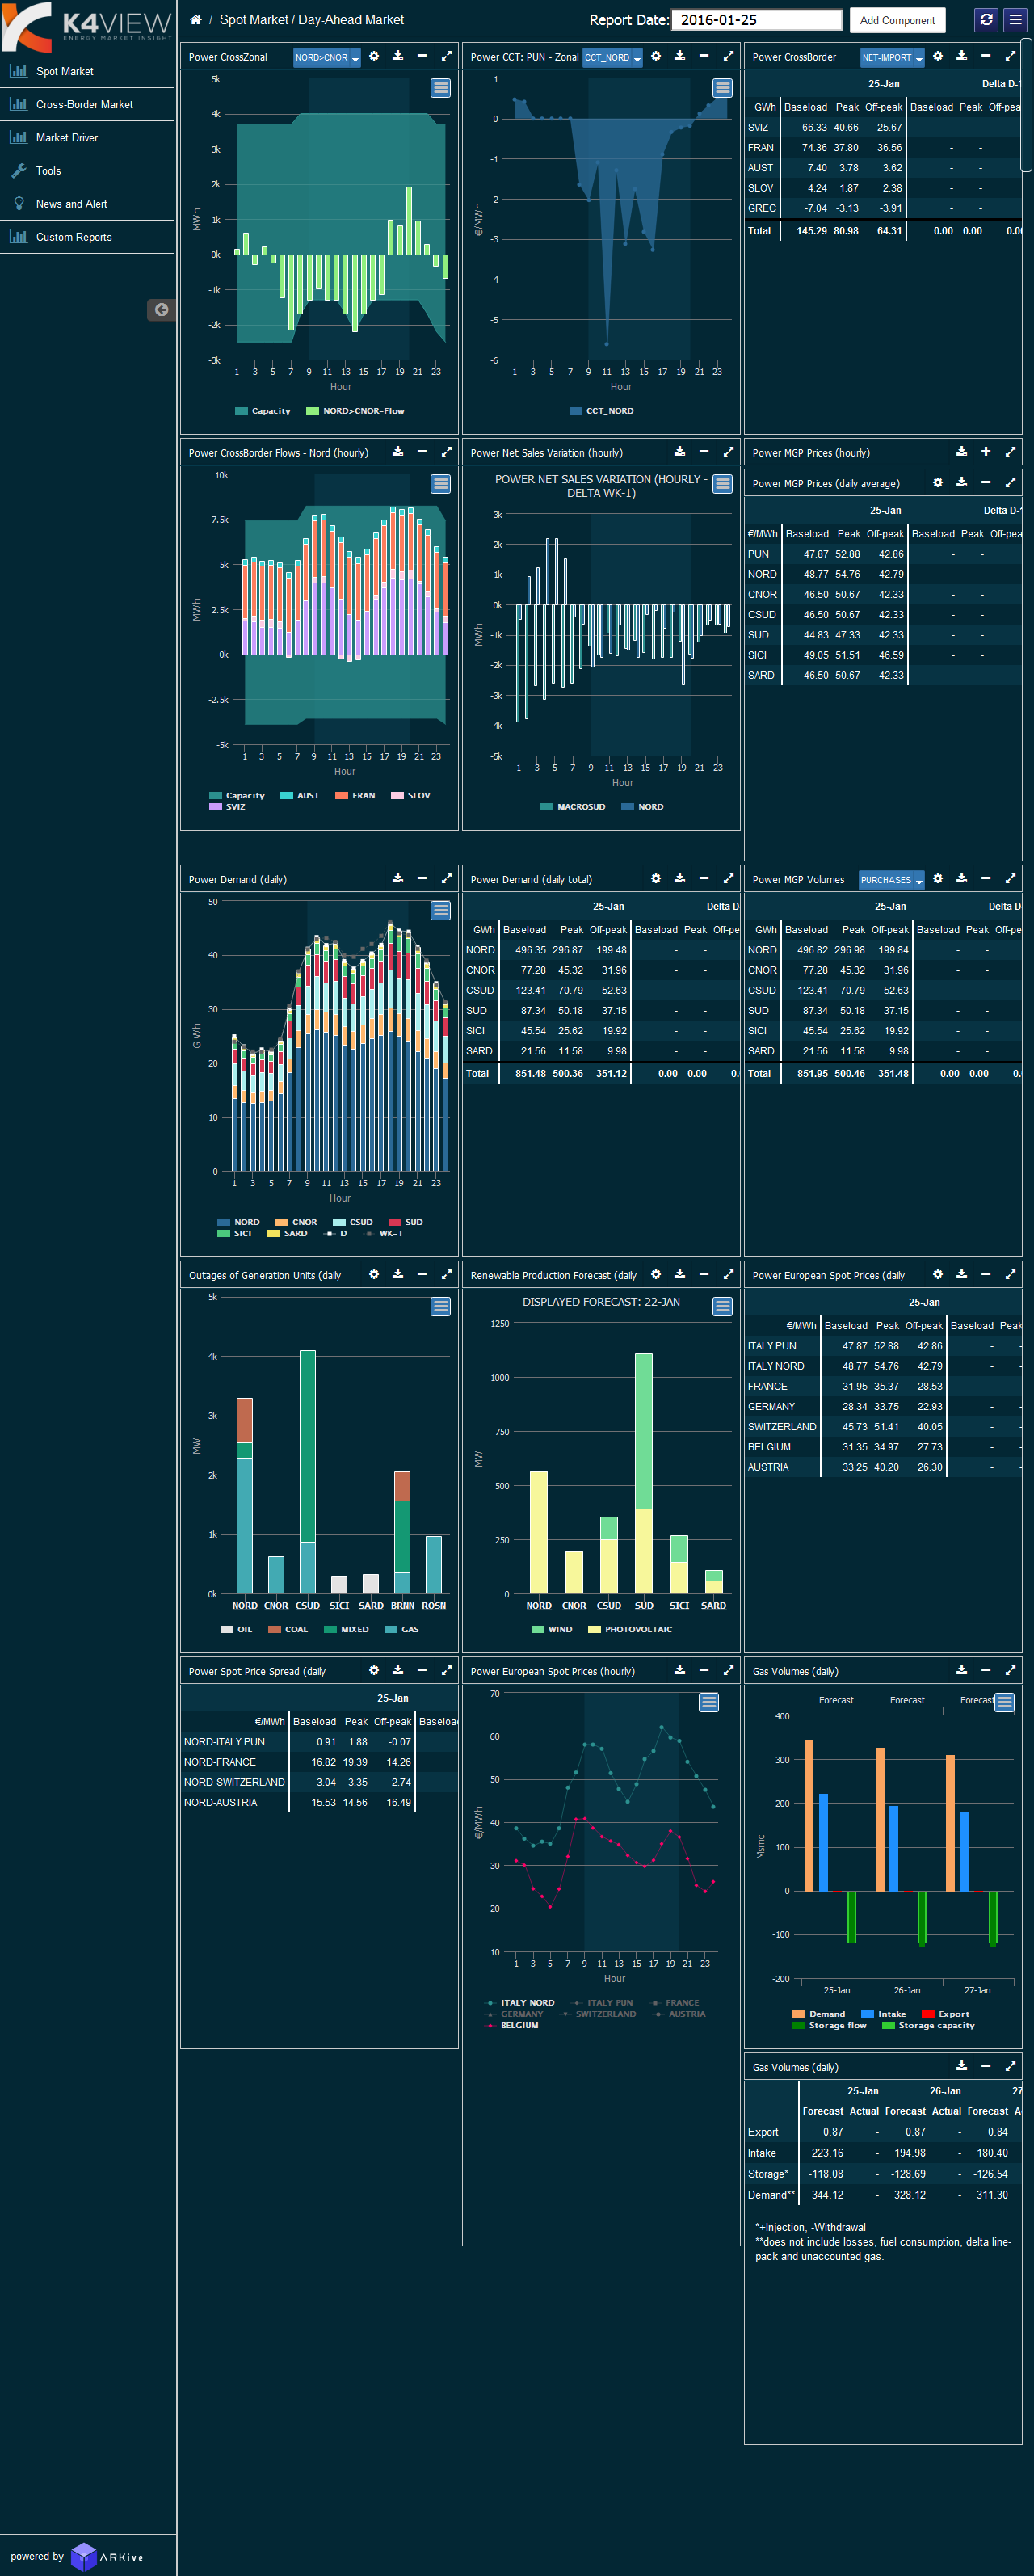 K4VIEW
ENERGY MARKET INSIGHT
/ Spot Market / Day-Ahead Market
Report Date: 2016-01-25
Add Component
Spot Market
Cross-Border Market
Market Driver
Tools
News and Alert
Custom Reports
Power CrossZonal NORD>CNOR
5k
4k
3k
2k
1k
0k
-1k
-2k
-3k
MWh
1 3 5 7 9 11 13 15 17 19 21 23
Hour
Capacity NORD>CNOR-Flow
Power CCT: PUN - Zonal CCT_NORD
1
0
-1
-2
-3
-4
-5
-6
€/MWh
1 3 5 7 9 11 13 15 17 19 21 23
Hour
CCT_NORD
Power CrossBorder NET-IMPORT
25-Jan Delta D-1
GWh Baseload Peak Off-peak Baseload Peak Off-pea
SVIZ 66.33 40.66 25.67 - -
FRAN 74.36 37.80 36.56 - -
AUST 7.40 3.78 3.62 - -
SLOV 4.24 1.87 2.38 - -
GREC -7.04 -3.13 -3.91 - -
Total 145.29 80.98 64.31 0.00 0.00 0.00
Power CrossBorder Flows - Nord (hourly)
10k
7.5k
5k
2.5k
0k
-2.5k
-5k
MWh
1 3 5 7 9 11 13 15 17 19 21 23
Hour
Capacity AUST FRAN SLOV
SVIZ
Power Net Sales Variation (hourly)
POWER NET SALES VARIATION (HOURLY -
DELTA WK-1)
3k
2k
1k
0k
-1k
-2k
-3k
-4k
-5k
MWh
1 3 5 7 9 11 13 15 17 19 21 23
Hour
MACROSUD NORD
Power MGP Prices (hourly)
Power MGP Prices (daily average)
25-Jan Delta D-1
€/MWh Baseload Peak Off-peak Baseload Peak Off-pea
PUN 47.87 52.88 42.86 - -
NORD 48.77 54.76 42.79 - -
CNOR 46.50 50.67 42.33 - -
CSUD 46.50 50.67 42.33 - -
SUD 44.83 47.33 42.33 - -
SICI 49.05 51.51 46.59 - -
SARD 46.50 50.67 42.33 - -
Power Demand (daily)
50
40
30
20
10
0
G Wh
1 3 5 7 9 11 13 15 17 19 21 23
Hour
NORD CNOR CSUD SUD
SICI SARD D WK-1
Power Demand (daily total)
25-Jan Delta D
GWh Baseload Peak Off-peak Baseload Peak Off-pe
NORD 496.35 296.87 199.48 - -
CNOR 77.28 45.32 31.96 - -
CSUD 123.41 70.79 52.63 - -
SUD 87.34 50.18 37.15 - -
SICI 45.54 25.62 19.92 - -
SARD 21.56 11.58 9.98 - -
Total 851.48 500.36 351.12 0.00 0.00 0.
Power MGP Volumes PURCHASES
25-Jan Delta D
GWh Baseload Peak Off-peak Baseload Peak Off-pe
NORD 496.82 296.98 199.84 - -
CNOR 77.28 45.32 31.96 - -
CSUD 123.41 70.79 52.63 - -
SUD 87.34 50.18 37.15 - -
SICI 45.54 25.62 19.92 - -
SARD 21.56 11.58 9.98 - -
Total 851.95 500.46 351.48 0.00 0.00 0.
Outages of Generation Units (daily
5k
4k
3k
2k
1k
0k
MW
NORD CNOR CSUD SICI SARD BRNN ROSN
OIL COAL MIXED GAS
Renewable Production Forecast (daily
DISPLAYED FORECAST: 22-JAN
1250
1000
750
500
250
0
MW
NORD CNOR CSUD SUD SICI SARD
WIND PHOTOVOLTAIC
Power European Spot Prices (daily
25-Jan
€/MWh Baseload Peak Off-peak Baseload Peak
ITALY PUN 47.87 52.88 42.86 - -
ITALY NORD 48.77 54.76 42.79 - -
FRANCE 31.95 35.37 28.53 - -
GERMANY 28.34 33.75 22.93 - -
SWITZERLAND 45.73 51.41 40.05 - -
BELGIUM 31.35 34.97 27.73 - -
AUSTRIA 33.25 40.20 26.30 - -
Power Spot Price Spread (daily
25-Jan
€/MWh Baseload Peak Off-peak Baseload
NORD-ITALY PUN 0.91 1.88 -0.07
NORD-FRANCE 16.82 19.39 14.26
NORD-SWITZERLAND 3.04 3.35 2.74
NORD-AUSTRIA 15.53 14.56 16.49
Power European Spot Prices (hourly)
70
60
50
40
30
20
10
€/MWh
1 3 5 7 9 11 13 15 17 19 21 23
Hour
ITALY NORD ITALY PUN FRANCE
GERMANY SWITZERLAND AUSTRIA
BELGIUM
Gas Volumes (daily)
Forecast Forecast Forecast
400
300
200
100
0
-100
-200
Msmc
25-Jan 26-Jan 27-Jan
Demand Intake Export
Storage flow Storage capacity
Gas Volumes (daily)
25-Jan 26-Jan 27
Forecast Actual Forecast Actual Forecast A
Export 0.87 - 0.87 - 0.84
Intake 223.16 - 194.98 - 180.40
Storage* -118.08 - -128.69 - -126.54
Demand** 344.12 - 328.12 - 311.30
*+Injection, -Withdrawal
**does not include losses, fuel consumption, delta line-
pack and unaccounted gas.
powered by ARKive